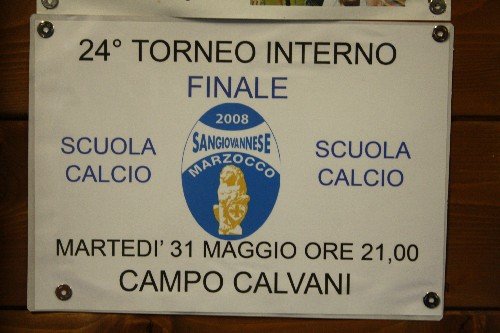 24° TORNEO INTERNO
FINALE
2008
SANGIOVANNESE
MARZOCCO
SCUOLA
CALCIO
SCUOLA
CALCIO
MARTEDI' 31 MAGGIO ORE 21,00
CAMPO CALVANI